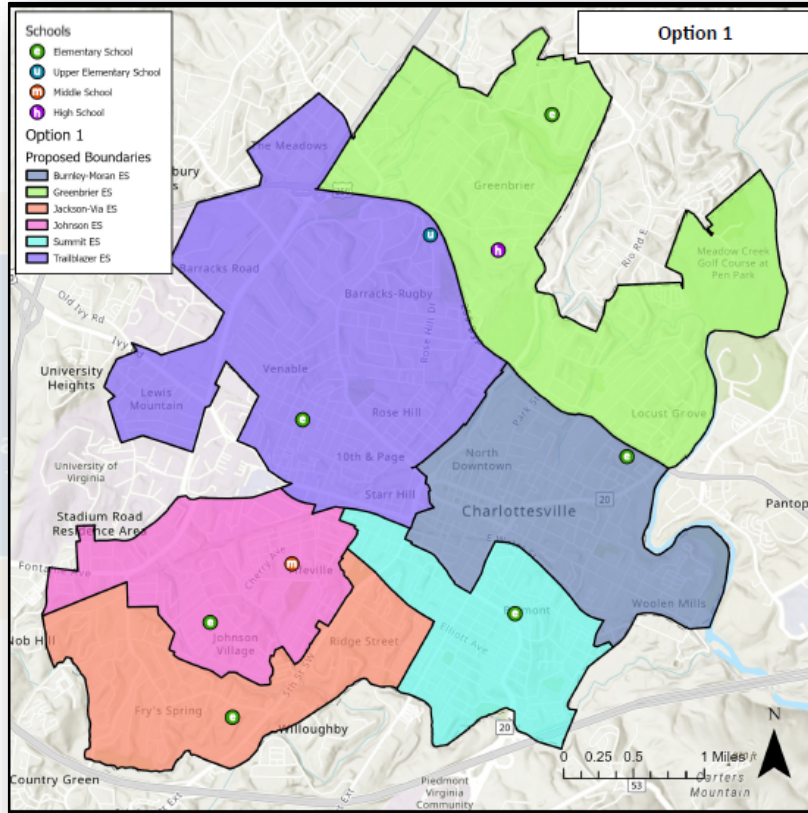 Option 1
Schools
e Elementary School
u Upper Elementary School
m Middle School
h High School
Option 1
Proposed Boundaries
Burnley-Moran ES
Greenbrier ES
Jackson-Via ES
Johnson ES
Summit ES
Trailblazer ES
The Meadows
e
Greenbrier
u
h
Rio Rd E
Meadow Creek
Golf Course at
Pen Park
Barracks Road
Barracks-Rugby
Old Ivy Rd
Ivy
Rose Hill Dr
University
Heights
Lewis
Mountain
Venable
e
Rose Hill
Park St
Locust Grove
10th & Page
North
Downtown
e
University of
Virginia
Starr Hill
20
Charlottesville
Pantop
Stadium Road
Residence Area
Cherry Ave
m
Woolen Mills
e
e
Johnson
Village
Ridge Street
Elliott Ave
Nob Hill
5th St SW
Fry's Spring
e
Willoughby
20
N
0 0.25 0.5 1 Miles
Country Green
Piedmont
Virginia
Community
53
Carters
Mountain